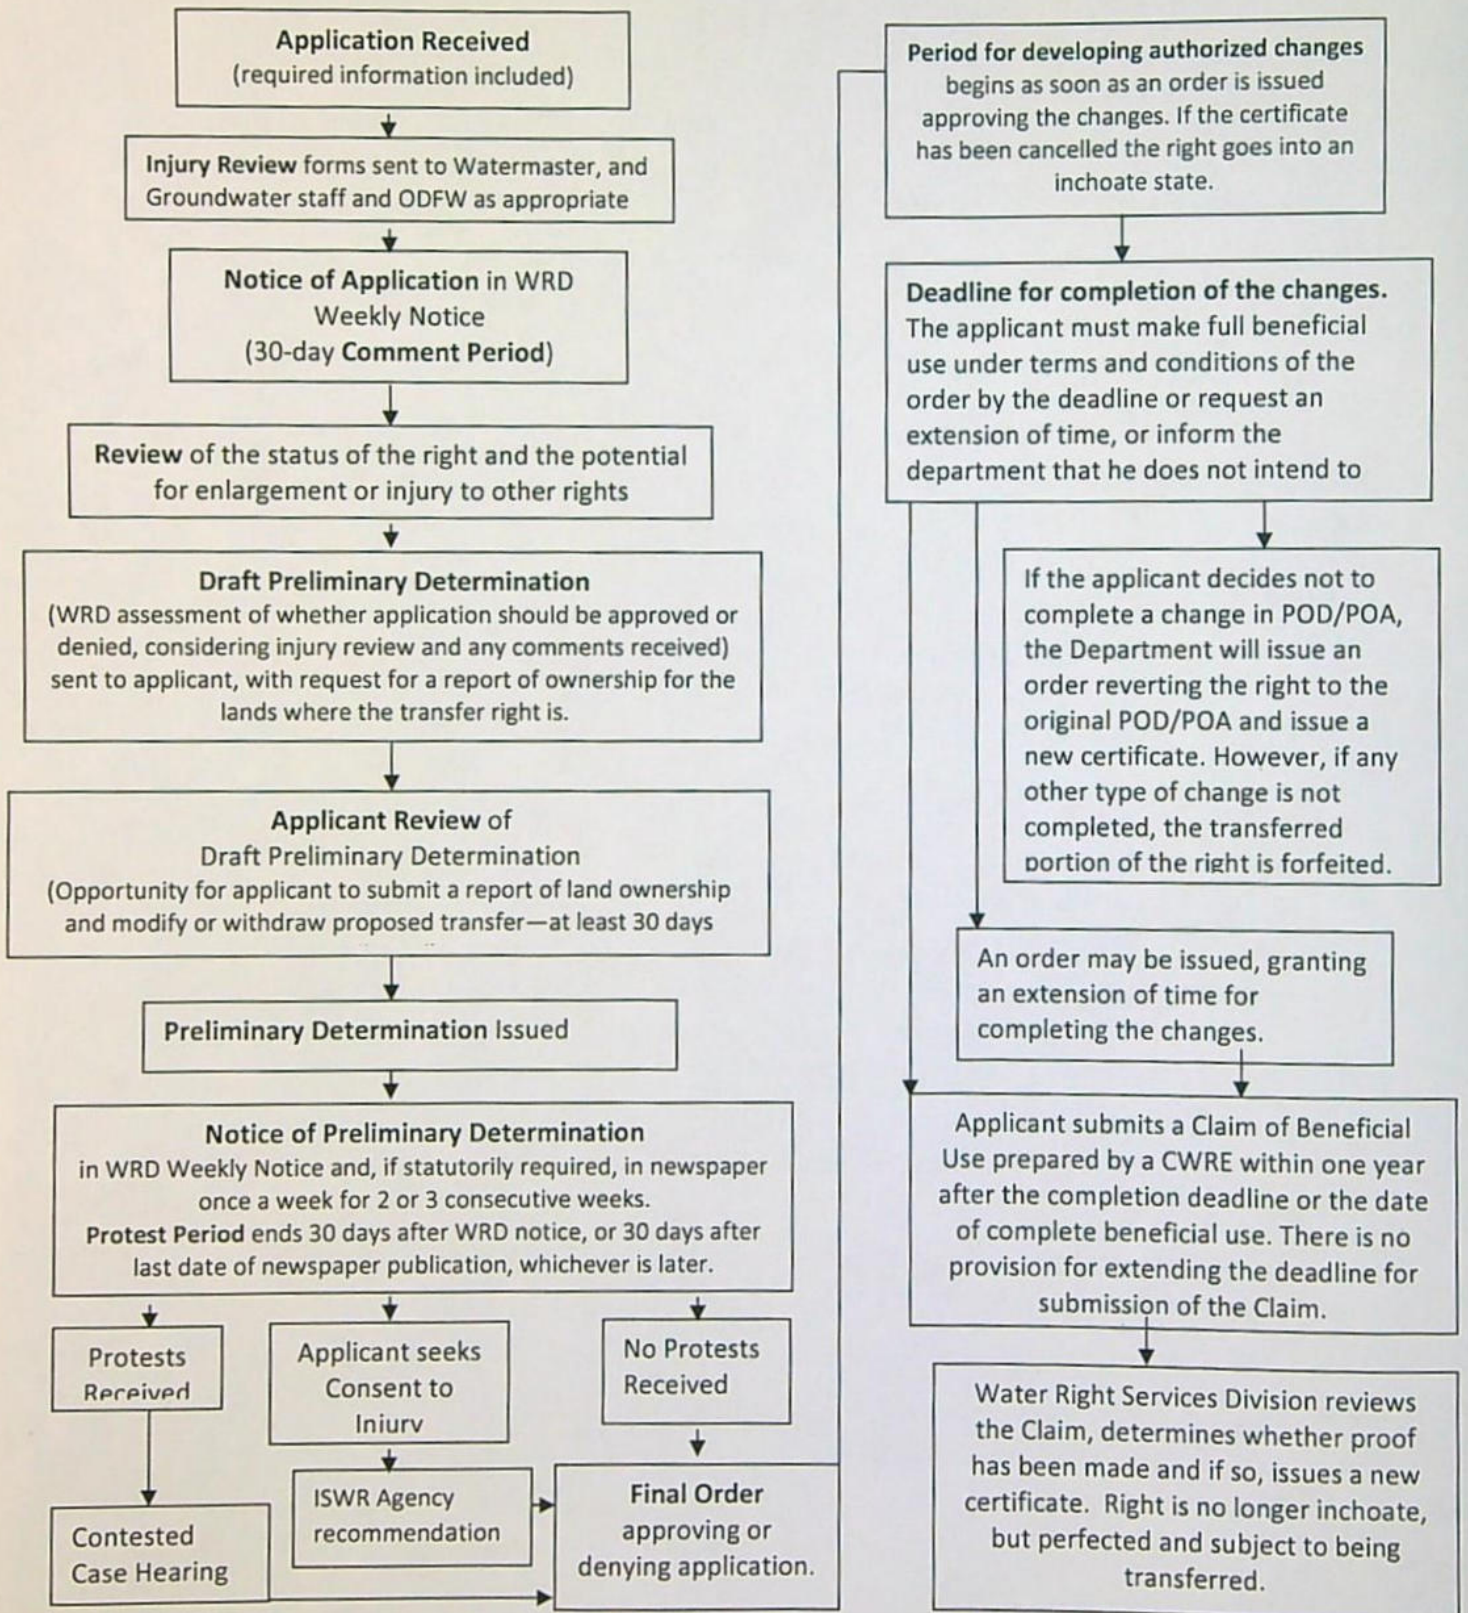 Application Received
(required information included)
Injury Review forms sent to Watermaster, and
Groundwater staff and ODFW as appropriate
Notice of Application in WRD
Weekly Notice
(30-day Comment Period)
Review of the status of the right and the potential
for enlargement or injury to other rights
Draft Preliminary Determination
(WRD assessment of whether application should be approved or
denied, considering injury review and any comments received)
sent to applicant, with request for a report of ownership for the
lands where the transfer right is.
Applicant Review of
Draft Preliminary Determination
(Opportunity for applicant to submit a report of land ownership
and modify or withdraw proposed transfer—at least 30 days
Preliminary Determination Issued
Notice of Preliminary Determination
in WRD Weekly Notice and, if statutorily required, in newspaper
once a week for 2 or 3 consecutive weeks.
Protest Period ends 30 days after WRD notice, or 30 days after
last date of newspaper publication, whichever is later.
Protests
Received
Applicant seeks
Consent to
Injury
No Protests
Received
Contested
Case Hearing
ISWR Agency
recommendation
Final Order
approving or
denying application.
Period for developing authorized changes
begins as soon as an order is issued
approving the changes. If the certificate
has been cancelled the right goes into an
inchoate state.
Deadline for completion of the changes.
The applicant must make full beneficial
use under terms and conditions of the
order by the deadline or request an
extension of time, or inform the
department that he does not intend to
If the applicant decides not to
complete a change in POD/POA,
the Department will issue an
order reverting the right to the
original POD/POA and issue a
new certificate. However, if any
other type of change is not
completed, the transferred
portion of the right is forfeited.
An order may be issued, granting
an extension of time for
completing the changes.
Applicant submits a Claim of Beneficial
Use prepared by a CWRE within one year
after the completion deadline or the date
of complete beneficial use. There is no
provision for extending the deadline for
submission of the Claim.
Water Right Services Division reviews
the Claim, determines whether proof
has been made and if so, issues a new
certificate. Right is no longer inchoate,
but perfected and subject to being
transferred.